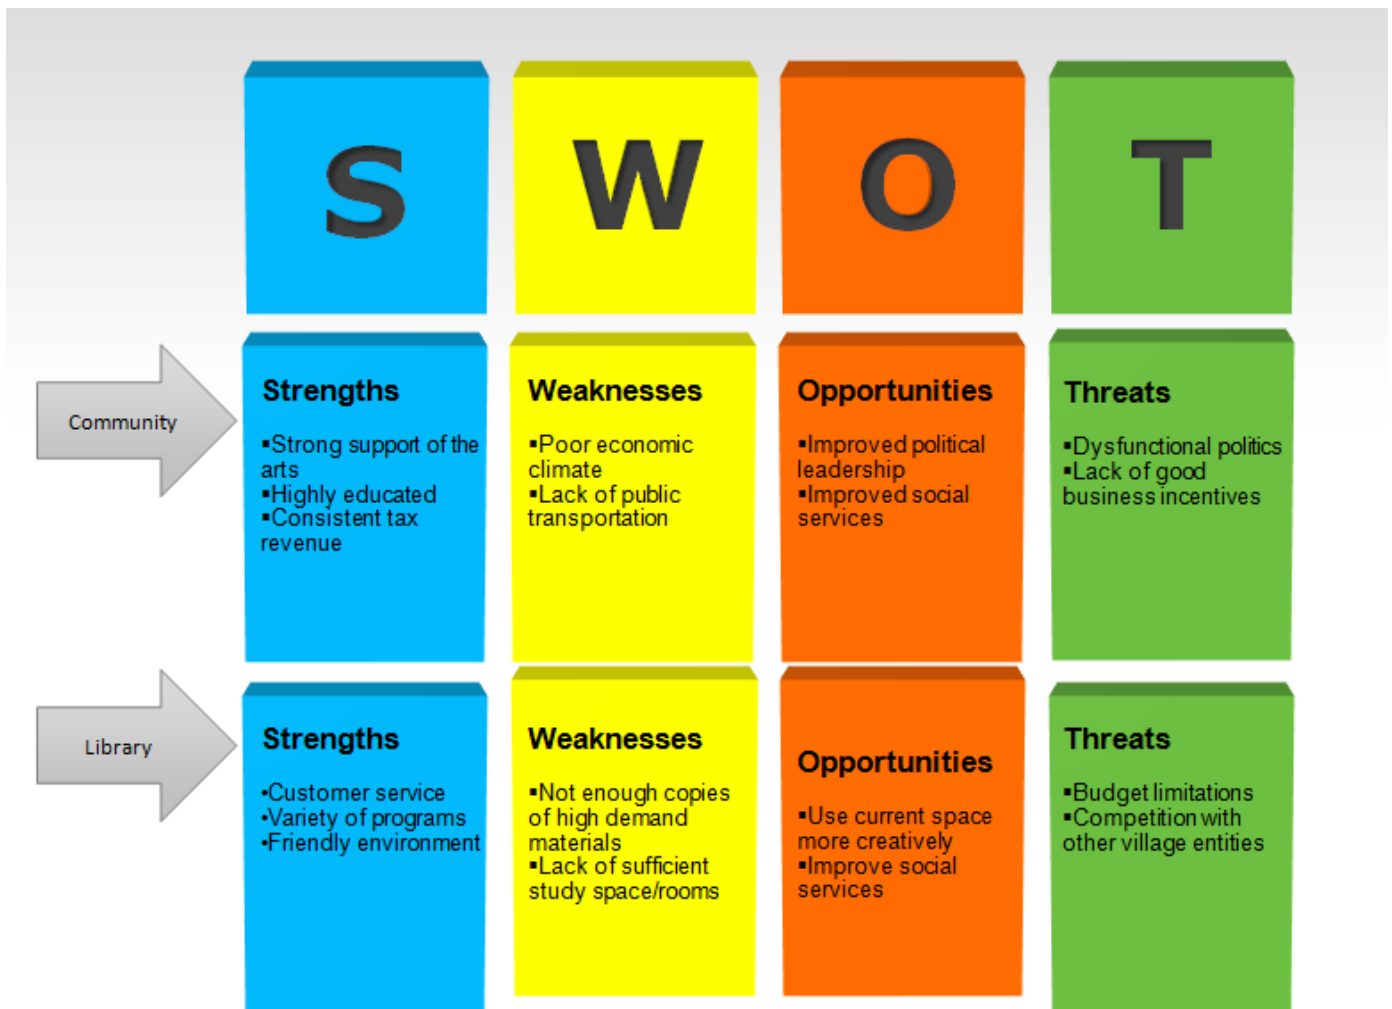 S
W
O
T
Community
Strengths
▪Strong support of the
arts
▪Highly educated
▪Consistent tax
revenue
Weaknesses
▪Poor economic
climate
▪Lack of public
transportation
Opportunities
▪Improved political
leadership
▪Improved social
services
Threats
▪Dysfunctional politics
▪Lack of good
business incentives
Library
Strengths
•Customer service
•Variety of programs
•Friendly environment
Weaknesses
▪Not enough copies
of high demand
materials
▪Lack of sufficient
study space/rooms
Opportunities
▪Use current space
more creatively
▪Improve social
services
Threats
▪Budget limitations
▪Competition with
other village entities